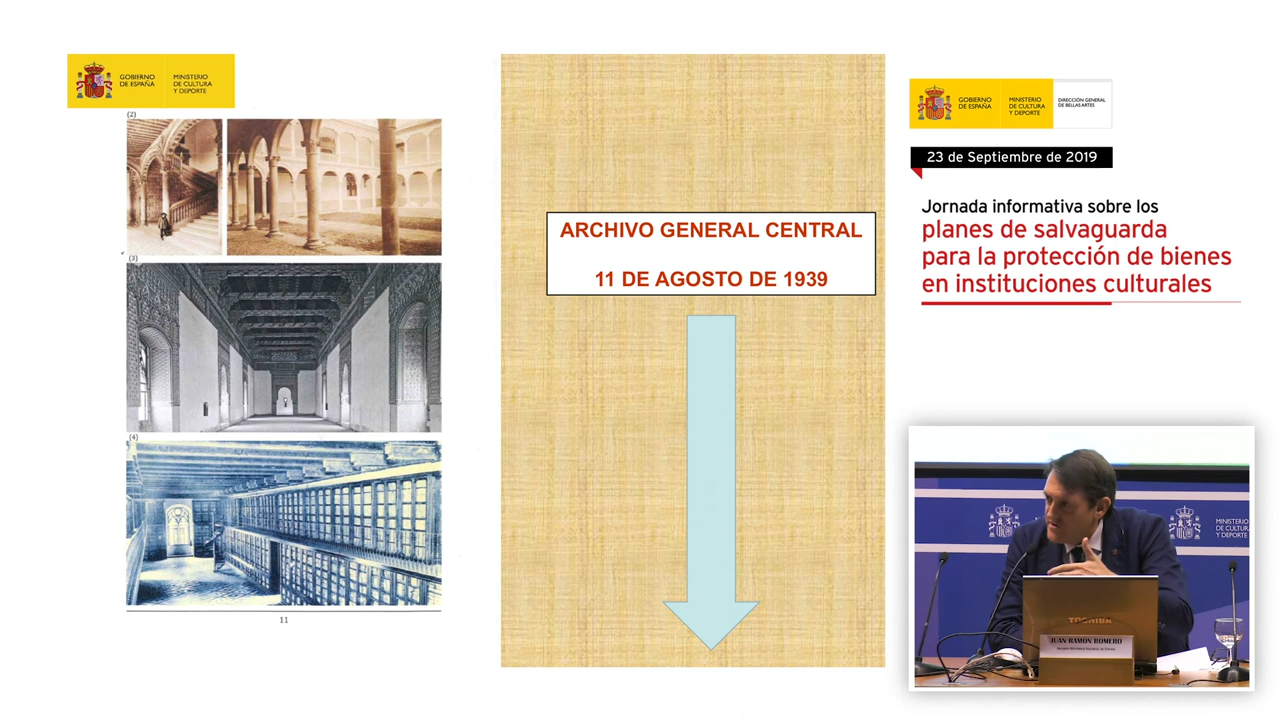 GOBIERNO
DE ESPAÑA
MINISTERIO
DE CULTURA
Y DEPORTE
(2)
(3)
(4)
11
ARCHIVO GENERAL CENTRAL
11 DE AGOSTO DE 1939
GOBIERNO
DE ESPAÑA
MINISTERIO
DE CULTURA
Y DEPORTE
DIRECCIÓN GENERAL
DE BELLAS ARTES
23 de Septiembre de 2019
Jornada informativa sobre los
planes de salvaguarda
para la protección de bienes
en instituciones culturales
MINISTERIO
DE CULTURA
Y DEPORTE
TOSHIBA
JUAN RAMÓN ROMERO